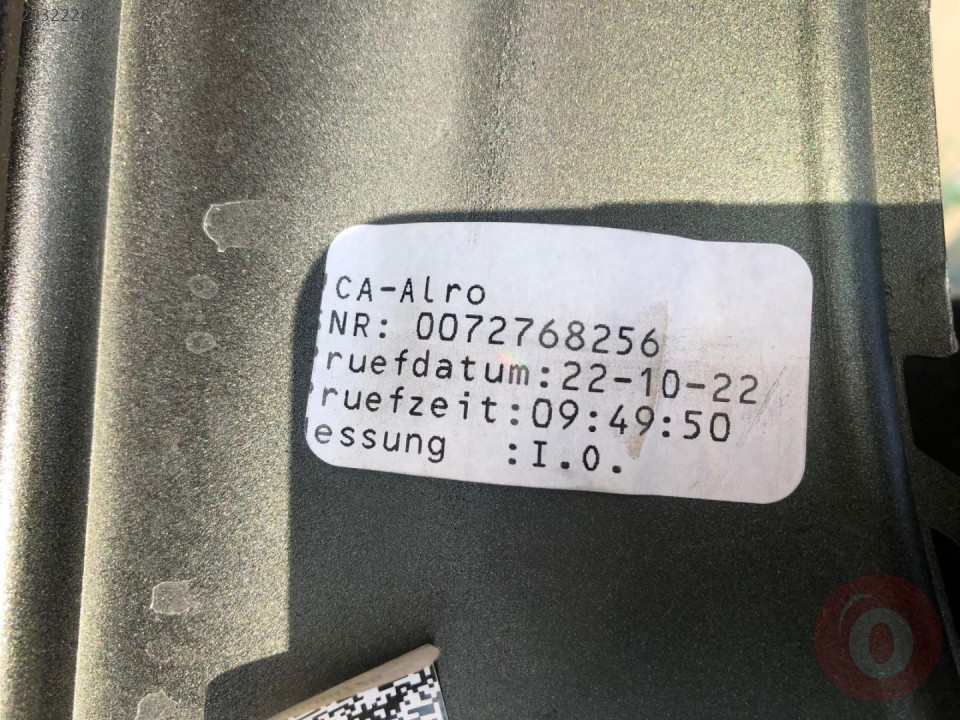 CA-Alro
NR: 0072768256
ruefdatum:22-10-22
ruefzeit:09:49:50
essung :I.O.